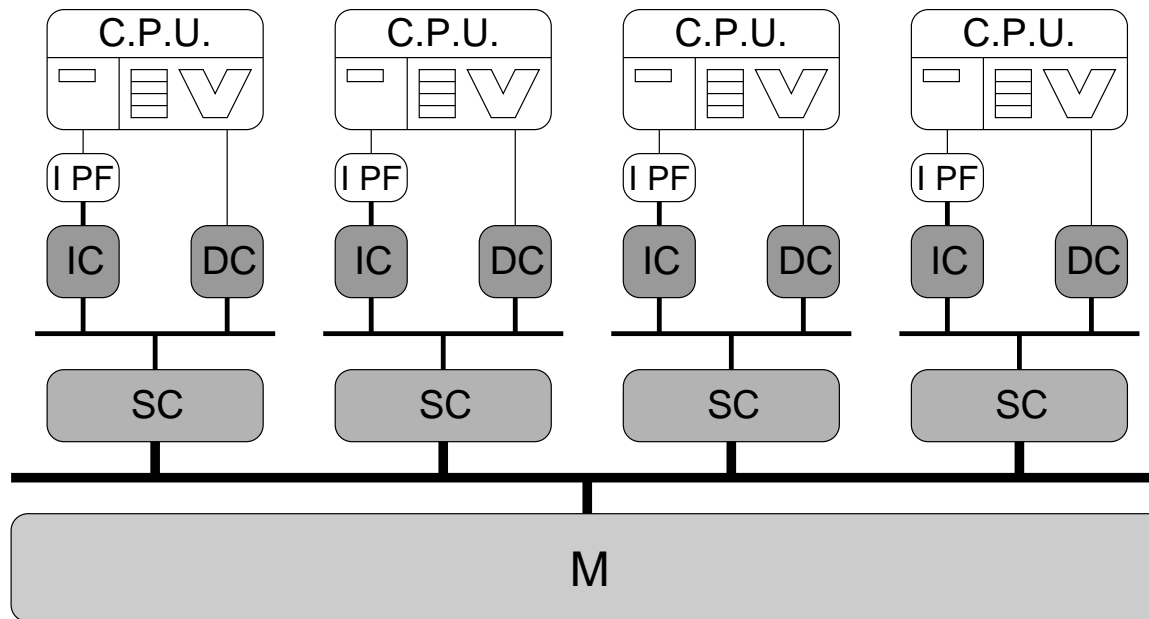 C.P.U. C.P.U. C.P.U. C.P.U.
I PF I PF I PF I PF
IC DC IC DC IC DC IC DC
SC SC SC SC
M